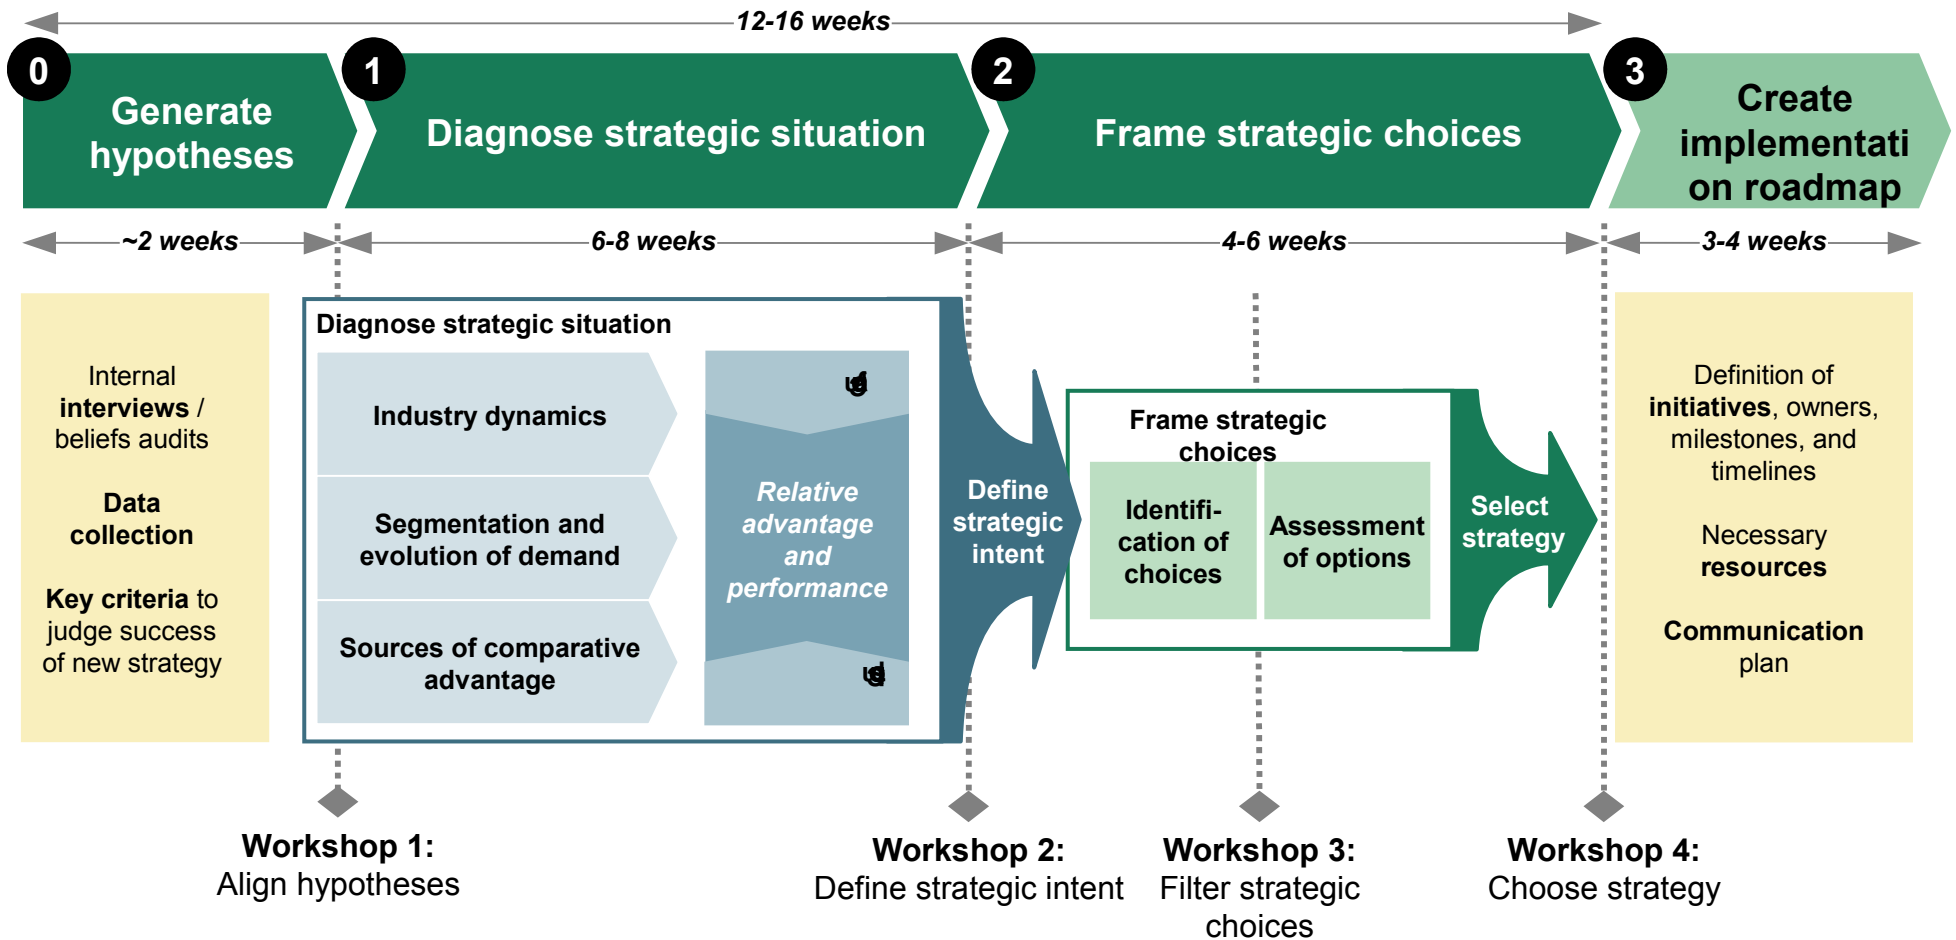 12-16 weeks
0
1
2
3
Generate
hypotheses
Diagnose strategic situation
Frame strategic choices
Create
implementati
on roadmap
~2 weeks
6-8 weeks
4-6 weeks
3-4 weeks
Internal
interviews /
beliefs audits
Data
collection
Key criteria to
judge success
of new strategy
Diagnose strategic situation
Industry dynamics
Segmentation and
evolution of demand
Sources of comparative
advantage
Relative
advantage
and
performance
Define
strategic
intent
Frame strategic
choices
Identifi-
cation of
choices
Assessment
of options
Select
strategy
Definition of
initiatives, owners,
milestones, and
timelines
Necessary
resources
Communication
plan
Workshop 1:
Align hypotheses
Workshop 2:
Define strategic intent
Workshop 3:
Filter strategic
choices
Workshop 4:
Choose strategy